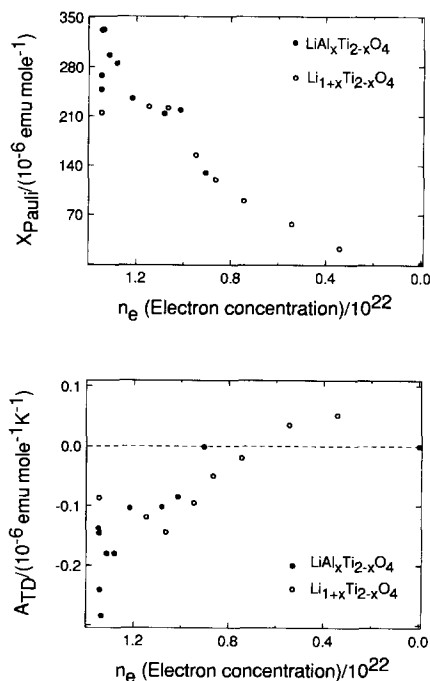 350
280
210
140
70
X_Pauli/(10⁻⁶ emu mole⁻¹)
LiAlₓTi₂₋ₓO₄
Li₁₊ₓTi₂₋ₓO₄
1.2 0.8 0.4 0.0
nₑ (Electron concentration)/10²²
0.1
0.0
-0.1
-0.2
A_TD/(10⁻⁶ emu mole⁻¹K⁻¹)
LiAlₓTi₂₋ₓO₄
Li₁₊ₓTi₂₋ₓO₄
1.2 0.8 0.4 0.0
nₑ (Electron concentration)/10²²